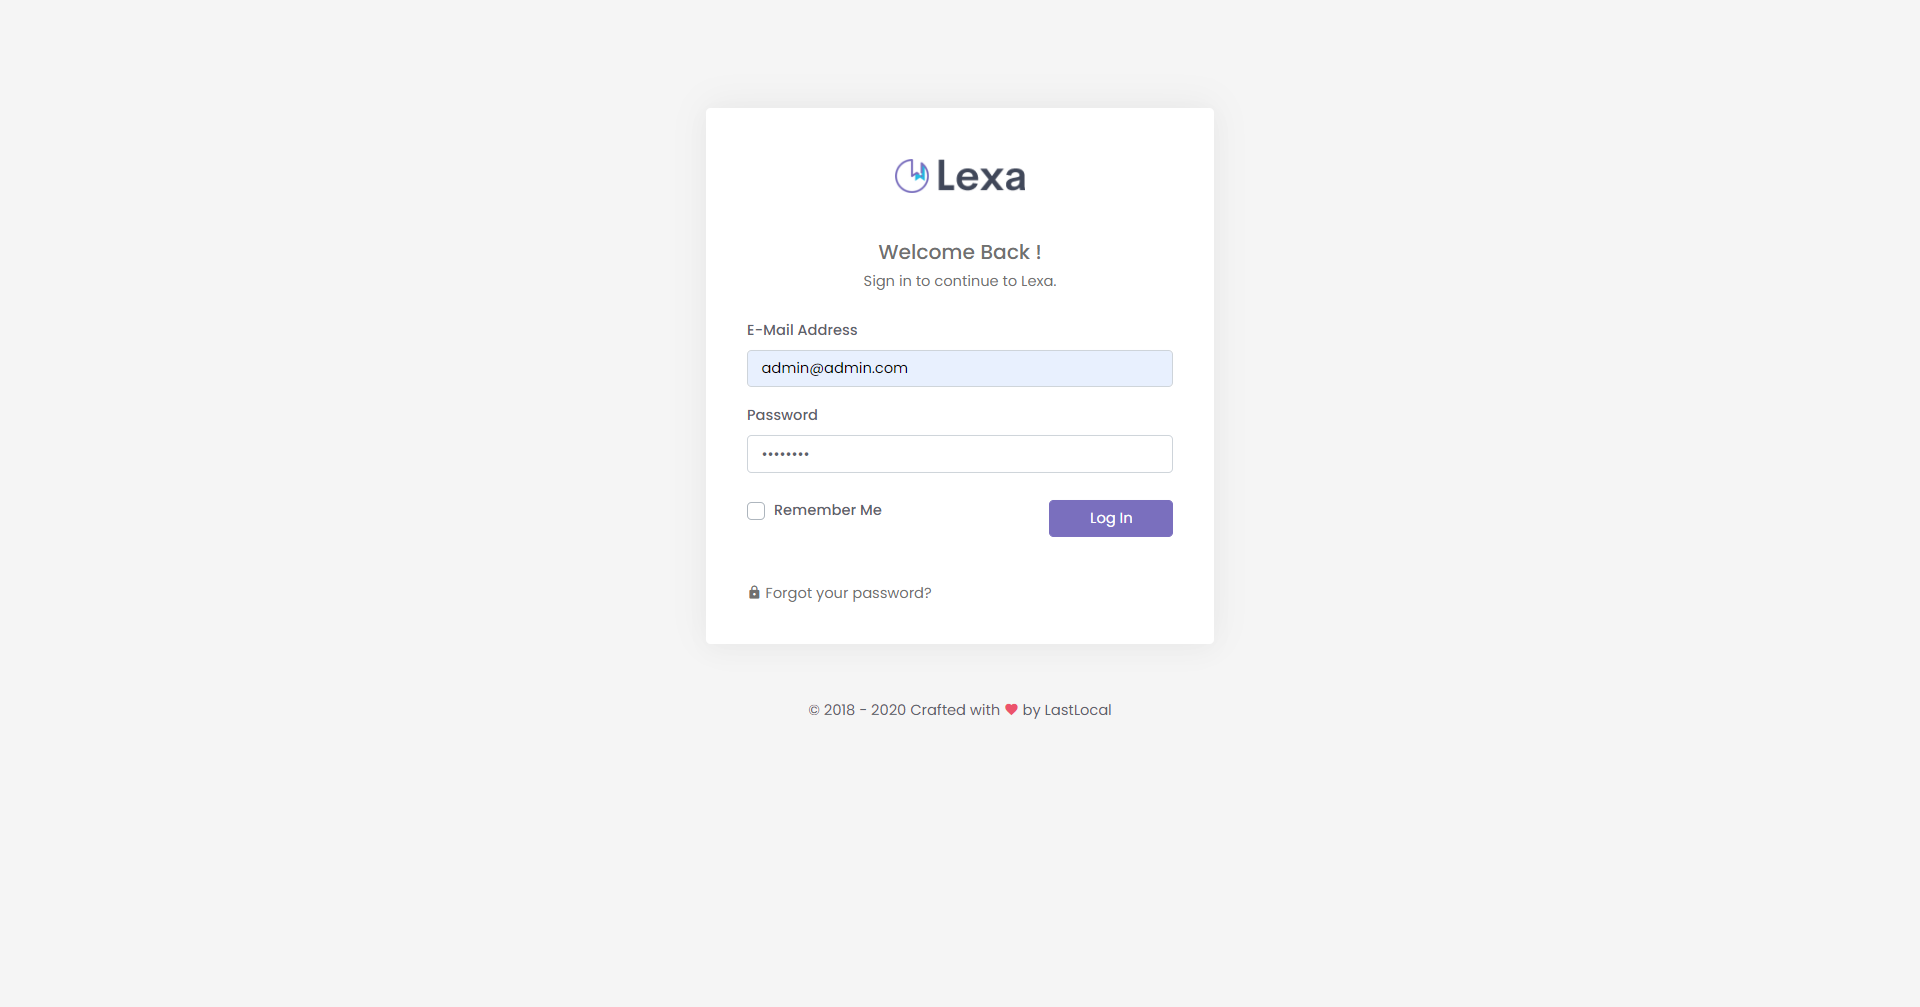 Lexa
Welcome Back !
Sign in to continue to Lexa.
E-Mail Address
admin@admin.com
Password
••••••••
Remember Me
Log In
Forgot your password?
© 2018 - 2020 Crafted with ❤ by LastLocal